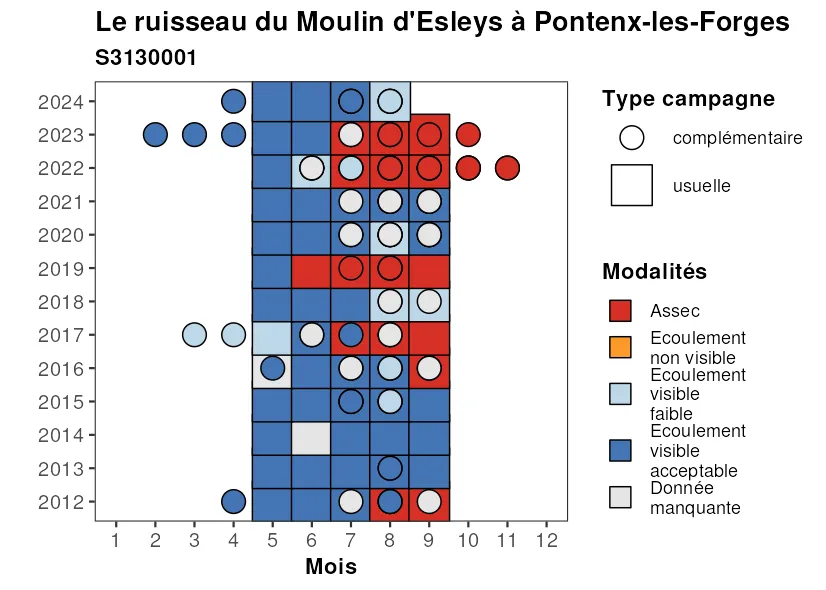 Le ruisseau du Moulin d'Esleys à Pontenx-les-Forges
S3130001
2024
2023
2022
2021
2020
2019
2018
2017
2016
2015
2014
2013
2012
1 2 3 4 5 6 7 8 9 10 11 12
Mois
Type campagne
complémentaire
usuelle
Modalités
Assec
Ecoulement
non visible
Ecoulement
visible
faible
Ecoulement
visible
acceptable
Donnée
manquante